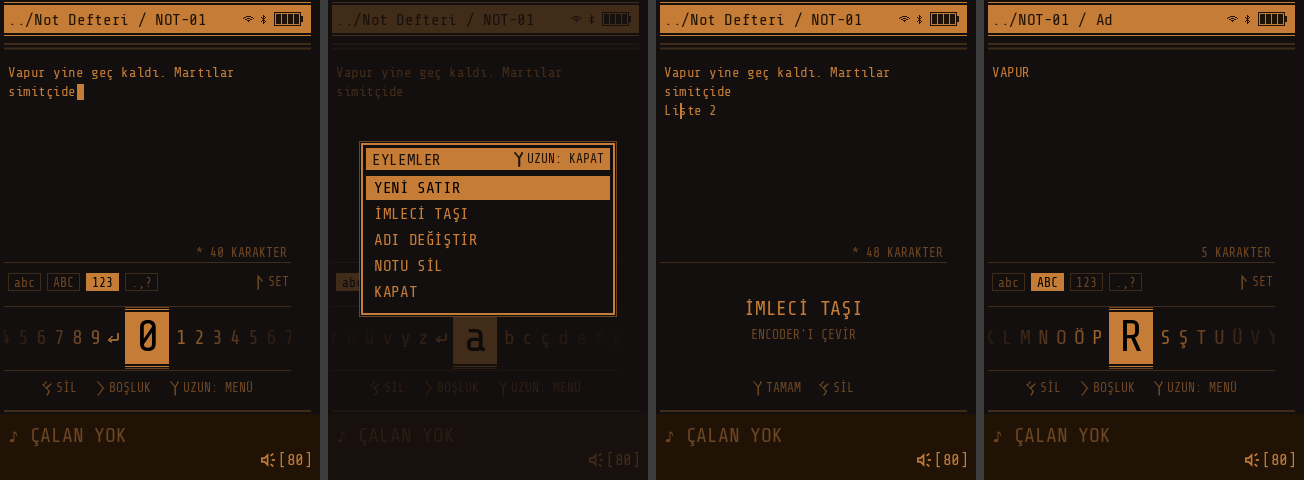 ../Not Defteri / NOT-01
Vapur yine geç kaldı. Martılar
simitçide
* 40 KARAKTER
abc ABC 123 .,?
SET
4 5 6 7 8 9 ↵ 0 1 2 3 4 5 6 7
SİL BOŞLUK UZUN: MENÜ
♪ ÇALAN YOK
[80]
../Not Defteri / NOT-01
Vapur yine geç kaldı. Martılar
simitçide
EYLEMLER UZUN: KAPAT
YENİ SATIR
İMLECİ TAŞI
ADI DEĞİŞTİR
NOTU SİL
KAPAT
ü v y z ↵ a b c ç d e f g
SİL BOŞLUK UZUN: MENÜ
♪ ÇALAN YOK
[80]
../Not Defteri / NOT-01
Vapur yine geç kaldı. Martılar
simitçide
Liste 2
* 48 KARAKTER
İMLECİ TAŞI
ENCODER'I ÇEVİR
TAMAM SİL
♪ ÇALAN YOK
[80]
../NOT-01 / Ad
VAPUR
5 KARAKTER
abc ABC 123 .,?
SET
K L M N O Ö P R S Ş T U Ü V Y
SİL BOŞLUK UZUN: MENÜ
♪ ÇALAN YOK
[80]